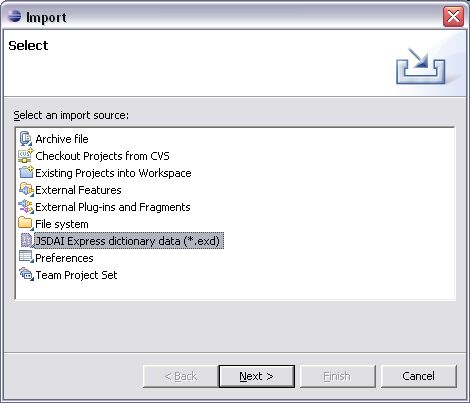 Import
Select
Select an import source:
Archive file
Checkout Projects from CVS
Existing Projects into Workspace
External Features
External Plug-ins and Fragments
File system
JSDAI Express dictionary data (*.exd)
Preferences
Team Project Set
< Back Next > Finish Cancel